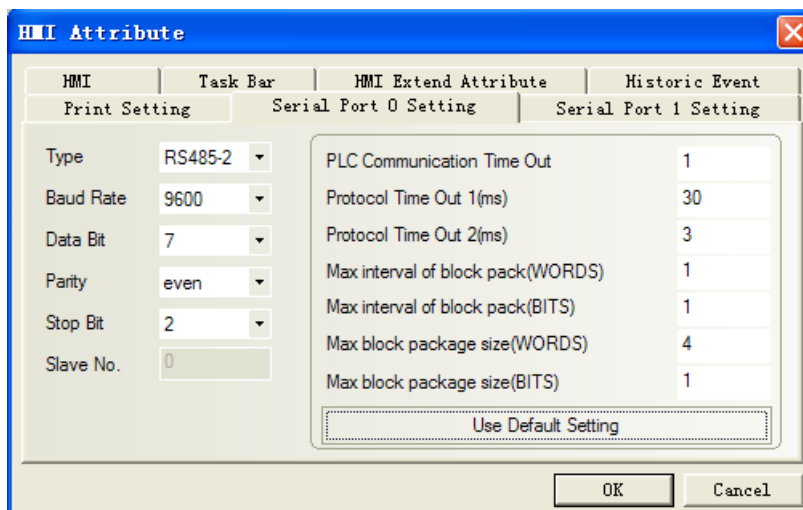 HMI Attribute
HMI Task Bar HMI Extend Attribute Historic Event
Print Setting Serial Port 0 Setting Serial Port 1 Setting
Type RS485-2
Baud Rate 9600
Data Bit 7
Parity even
Stop Bit 2
Slave No. 0
PLC Communication Time Out 1
Protocol Time Out 1(ms) 30
Protocol Time Out 2(ms) 3
Max interval of block pack(WORDS) 1
Max interval of block pack(BITS) 1
Max block package size(WORDS) 4
Max block package size(BITS) 1
Use Default Setting
OK Cancel